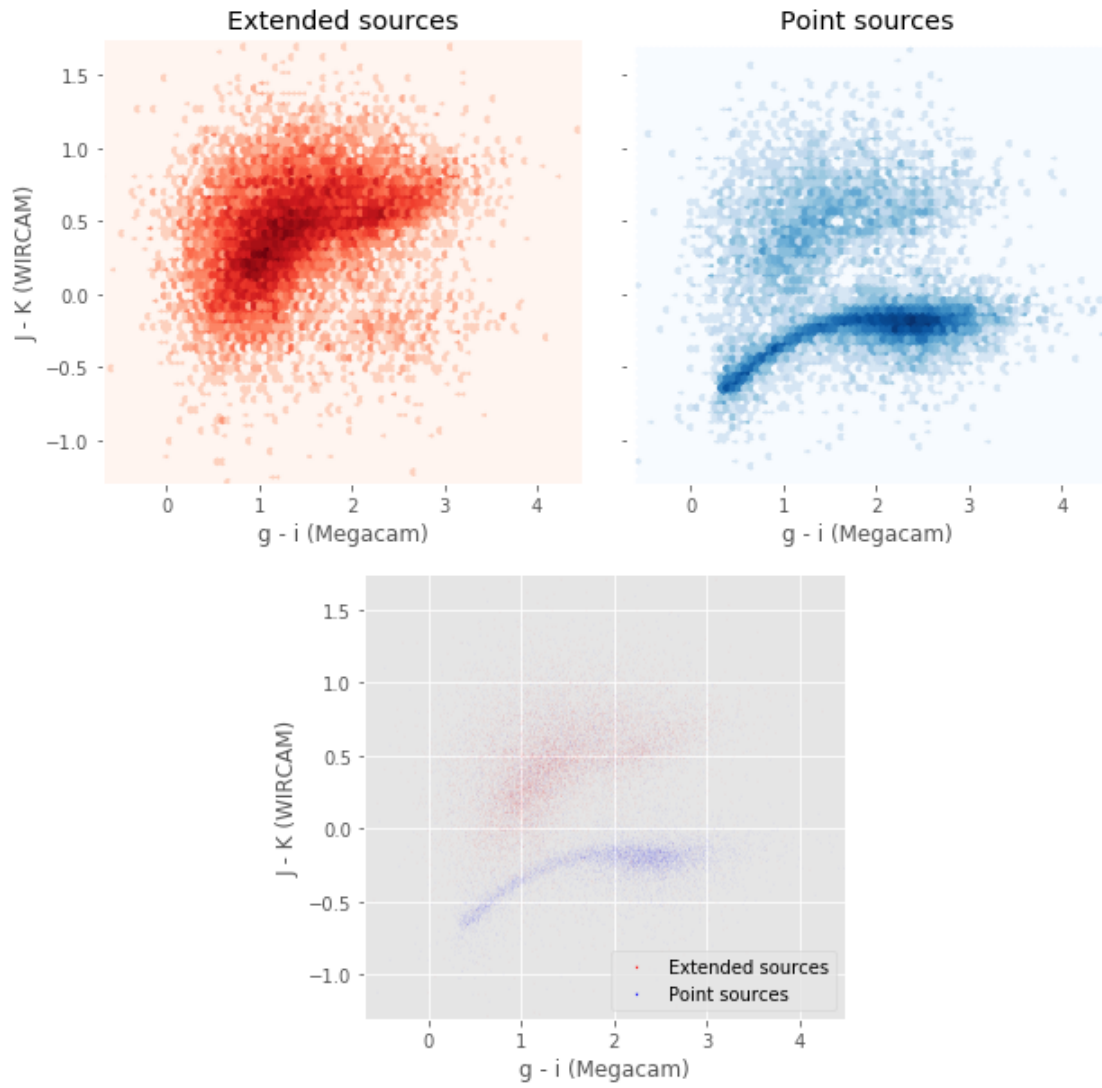 Extended sources
Point sources
1.5
1.0
0.5
0.0
−0.5
−1.0
J - K (WIRCAM)
0 1 2 3 4
0 1 2 3 4
g - i (Megacam)
g - i (Megacam)
1.5
1.0
0.5
0.0
−0.5
−1.0
J - K (WIRCAM)
Extended sources
Point sources
0 1 2 3 4
g - i (Megacam)